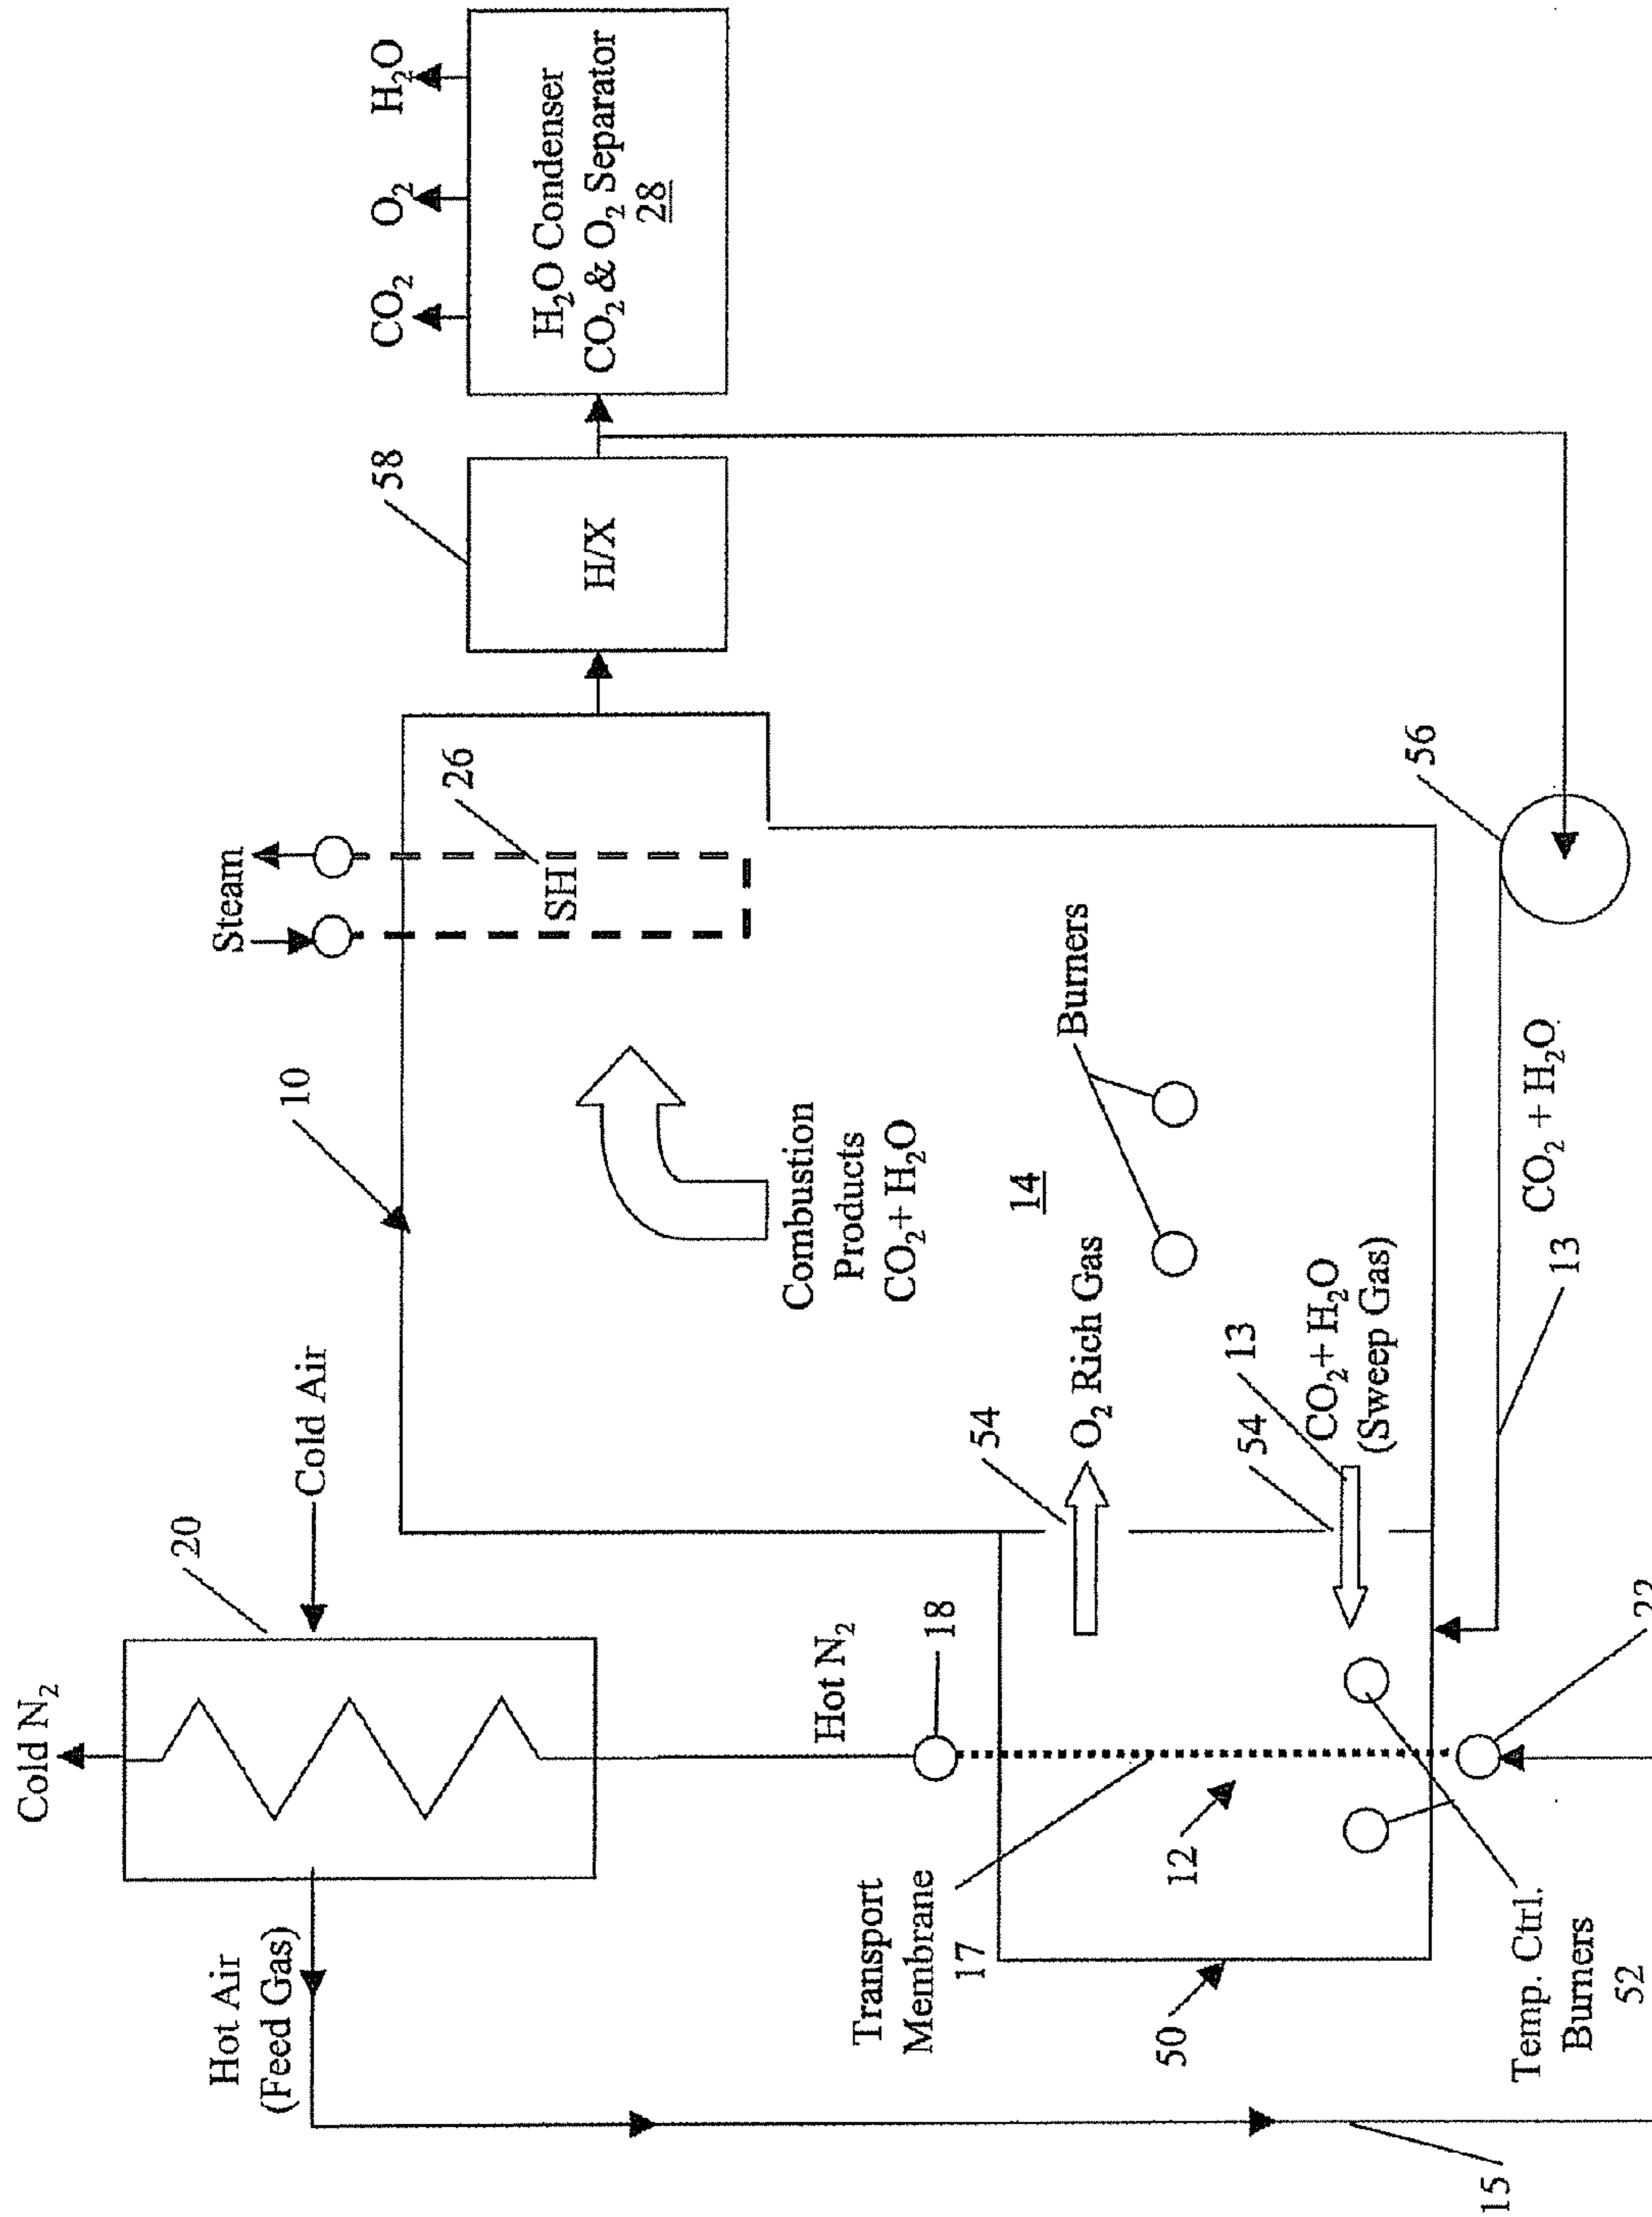 Cold N₂
20
Cold Air
Hot Air
(Feed Gas)
10
Steam
26
SH
58
H/X
CO₂
O₂
H₂O
H₂O Condenser
CO₂ & O₂ Separator
28
Hot N₂
18
Combustion
Products
CO₂+ H₂O
Transport
Membrane
17
12
50
54
O₂ Rich Gas
14
Burners
54
13
CO₂+ H₂O
(Sweep Gas)
56
CO₂ + H₂O
13
Temp. Ctrl.
Burners
52
15